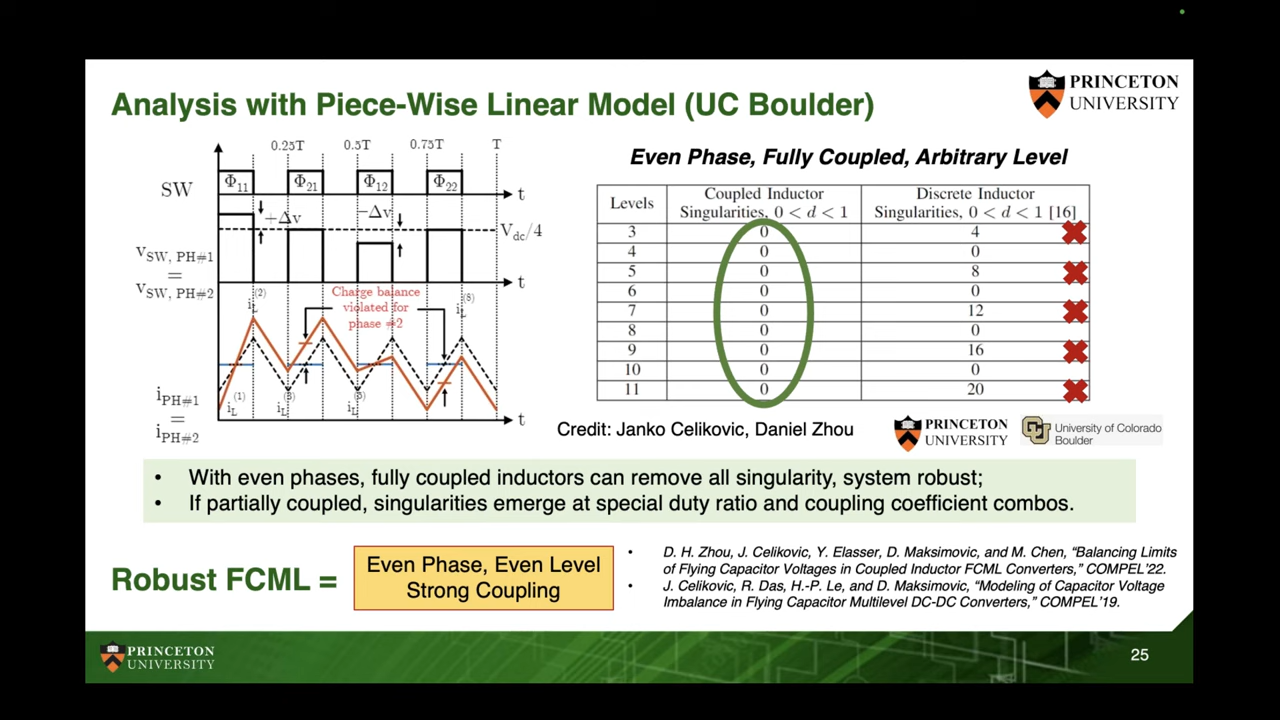 Analysis with Piece-Wise Linear Model (UC Boulder)
PRINCETON
UNIVERSITY
0.25T 0.5T 0.75T T
SW
Φ11 Φ21 Φ12 Φ22
t
+Δv
−Δv
Vdc/4
vSW, PH#1
=
vSW, PH#2
t
Charge balance
violated for
phase #2
iL(2)
iL(8)
iPH#1
=
iPH#2
iL(1)
t
Even Phase, Fully Coupled, Arbitrary Level
Levels Coupled Inductor Singularities, 0 < d < 1 Discrete Inductor Singularities, 0 < d < 1 [16]
3 0 4
4 0 0
5 0 8
6 0 0
7 0 12
8 0 0
9 0 16
10 0 0
11 0 20
Credit: Janko Celikovic, Daniel Zhou
PRINCETON
UNIVERSITY
CU
University of Colorado
Boulder
• With even phases, fully coupled inductors can remove all singularity, system robust;
• If partially coupled, singularities emerge at special duty ratio and coupling coefficient combos.
Robust FCML =
Even Phase, Even Level
Strong Coupling
• D. H. Zhou, J. Celikovic, Y. Elasser, D. Maksimovic, and M. Chen, “Balancing Limits
of Flying Capacitor Voltages in Coupled Inductor FCML Converters,” COMPEL’22.
• J. Celikovic, R. Das, H.-P. Le, and D. Maksimovic, “Modeling of Capacitor Voltage
Imbalance in Flying Capacitor Multilevel DC-DC Converters,” COMPEL’19.
PRINCETON
UNIVERSITY
25